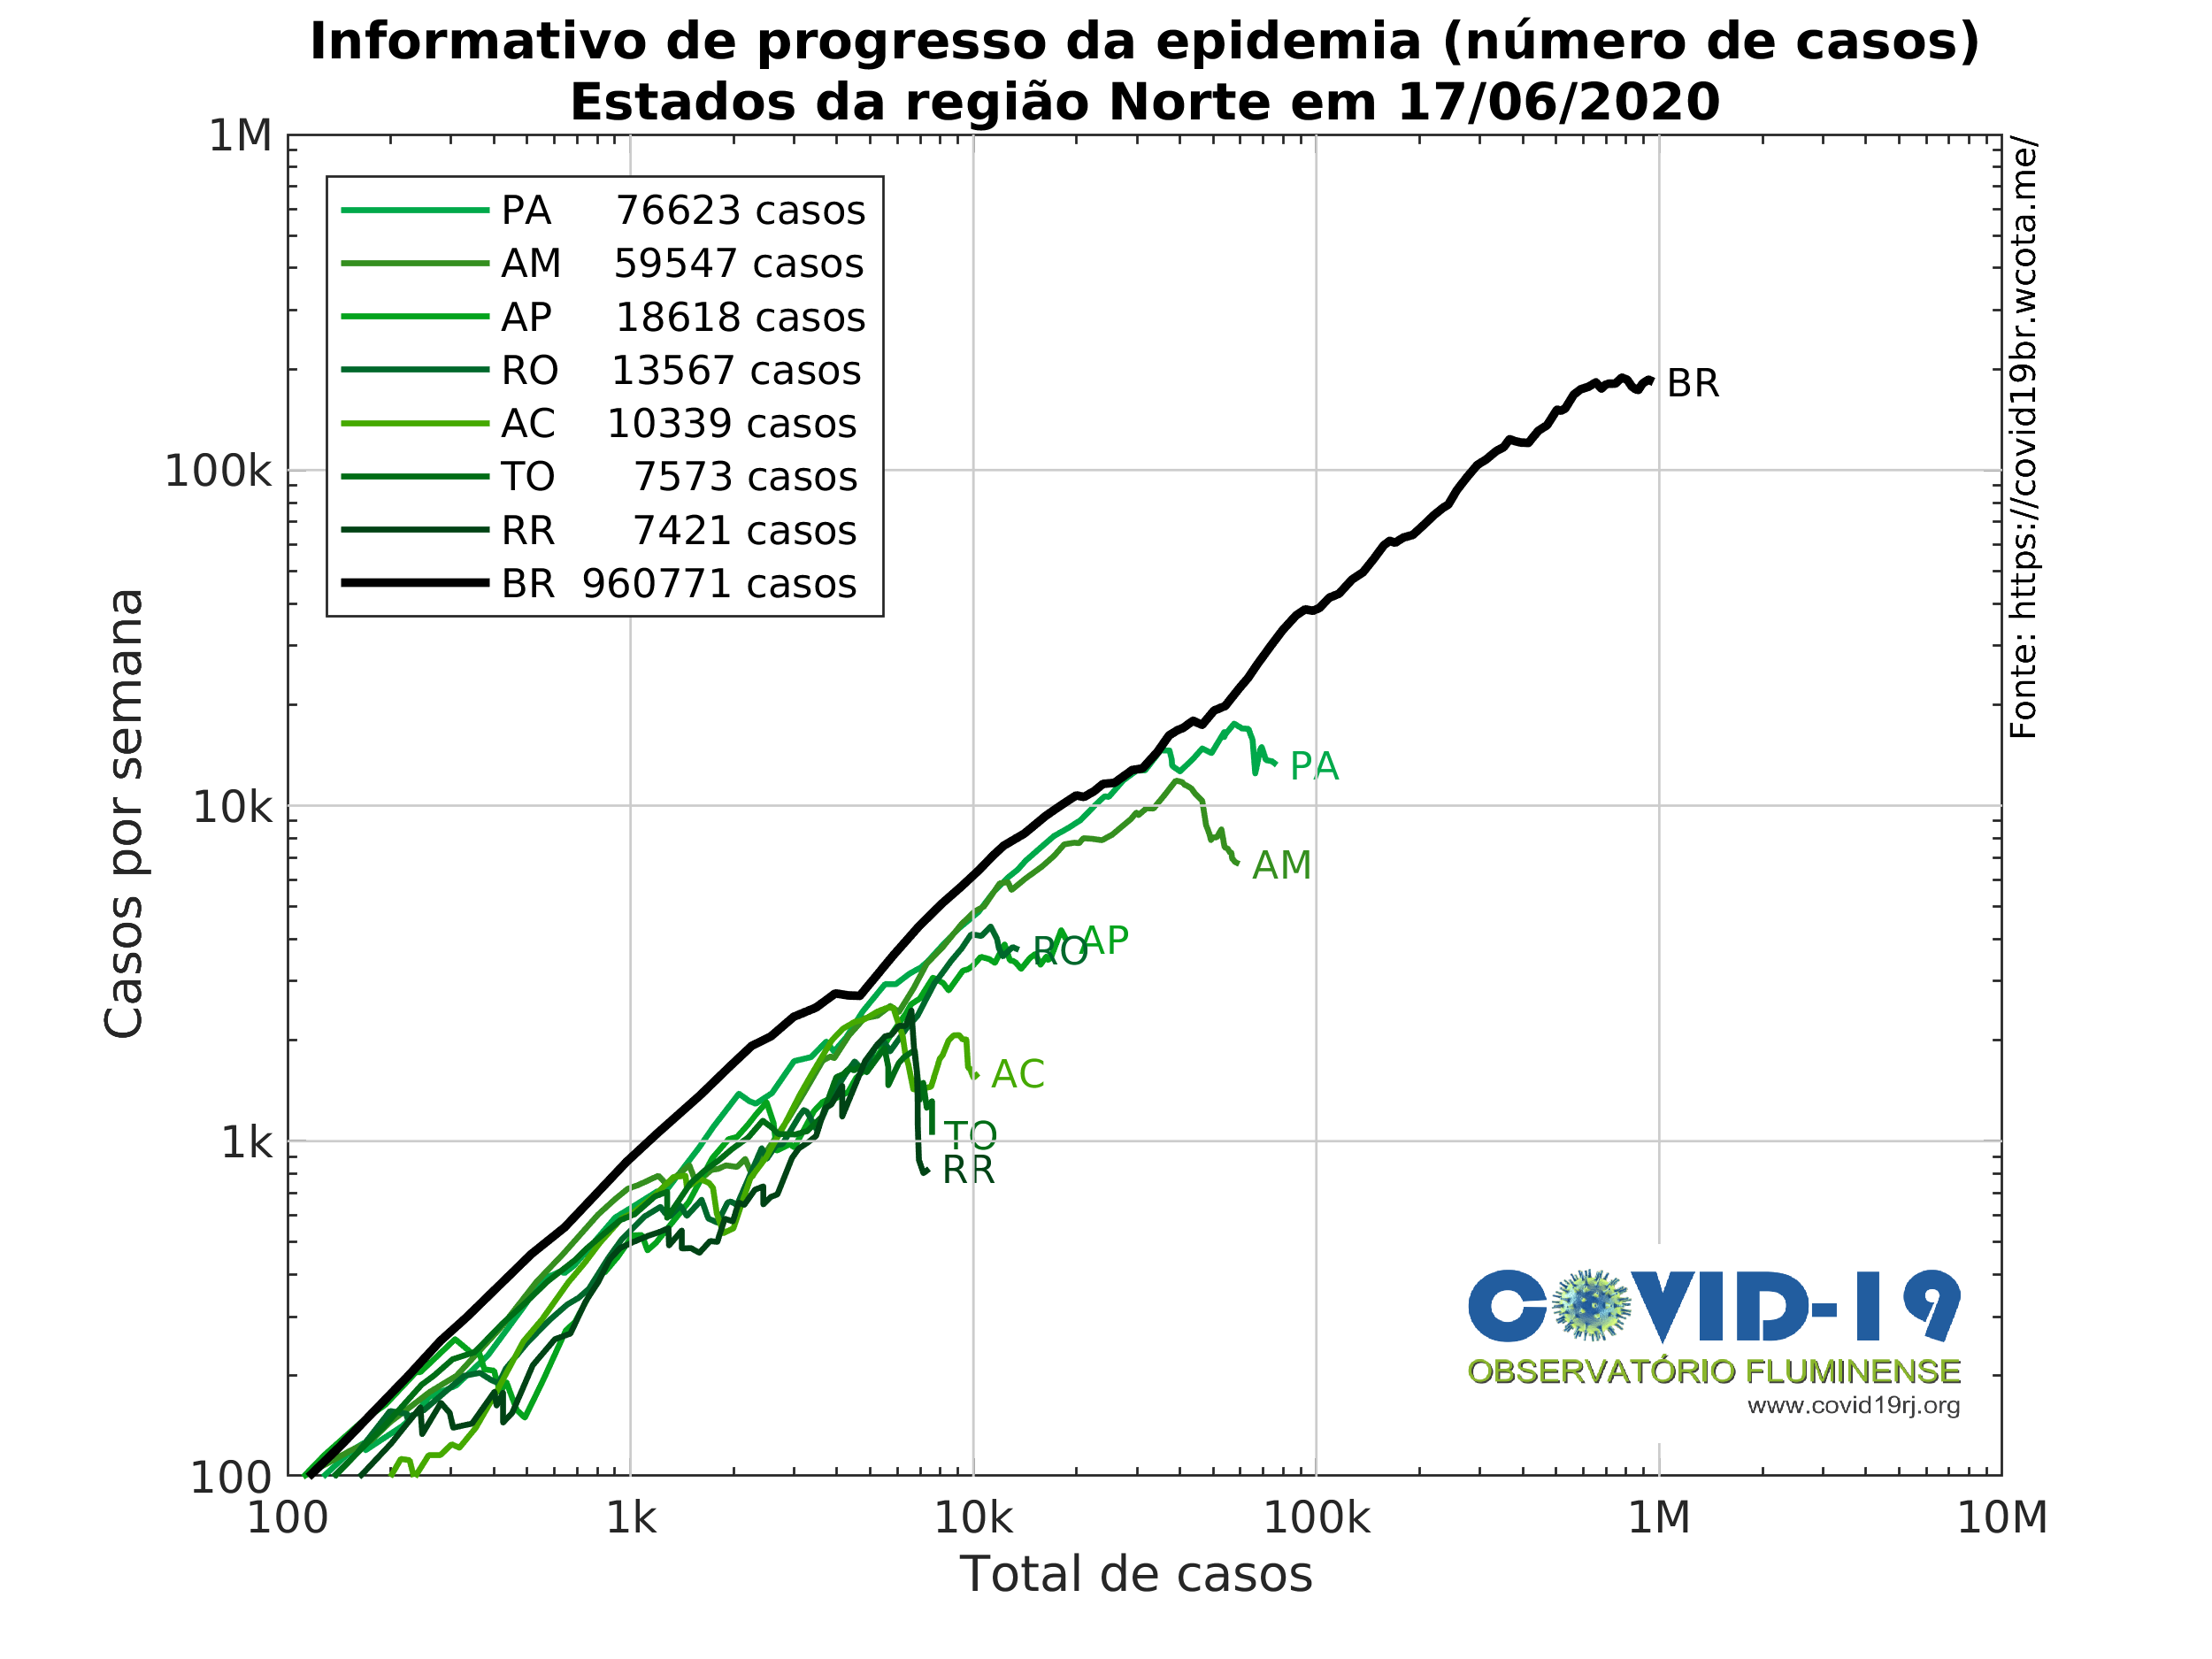 Informativo de progresso da epidemia (número de casos)
Estados da região Norte em 17/06/2020
1M
100k
10k
1k
100
Casos por semana
PA 76623 casos
AM 59547 casos
AP 18618 casos
RO 13567 casos
AC 10339 casos
TO 7573 casos
RR 7421 casos
BR 960771 casos
BR
PA
AM
AP
RO
AC
TO
RR
Fonte: https://covid19br.wcota.me/
COVID-19
OBSERVATÓRIO FLUMINENSE
www.covid19rj.org
100 1k 10k 100k 1M 10M
Total de casos